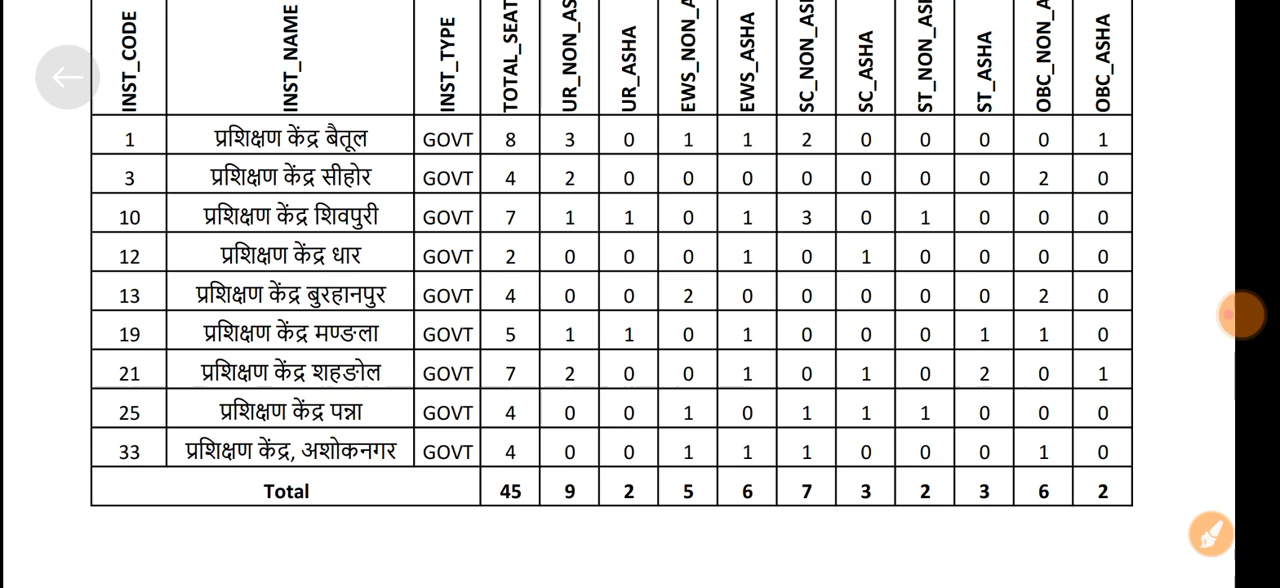 INST_CODE INST_NAME INST_TYPE TOTAL_SEAT UR_NON_AS UR_ASHA EWS_NON_A EWS_ASHA SC_NON_ASH SC_ASHA ST_NON_ASH ST_ASHA OBC_NON_A OBC_ASHA
1 प्रशिक्षण केंद्र बैतूल GOVT 8 3 0 1 1 2 0 0 0 0 1
3 प्रशिक्षण केंद्र सीहोर GOVT 4 2 0 0 0 0 0 0 0 2 0
10 प्रशिक्षण केंद्र शिवपुरी GOVT 7 1 1 0 1 3 0 1 0 0 0
12 प्रशिक्षण केंद्र धार GOVT 2 0 0 0 1 0 1 0 0 0 0
13 प्रशिक्षण केंद्र बुरहानपुर GOVT 4 0 0 2 0 0 0 0 0 2 0
19 प्रशिक्षण केंद्र मण्डला GOVT 5 1 1 0 1 0 0 0 1 1 0
21 प्रशिक्षण केंद्र शहडोल GOVT 7 2 0 0 1 0 1 0 2 0 1
25 प्रशिक्षण केंद्र पन्ना GOVT 4 0 0 1 0 1 1 1 0 0 0
33 प्रशिक्षण केंद्र, अशोकनगर GOVT 4 0 0 1 1 1 0 0 0 1 0
Total 45 9 2 5 6 7 3 2 3 6 2